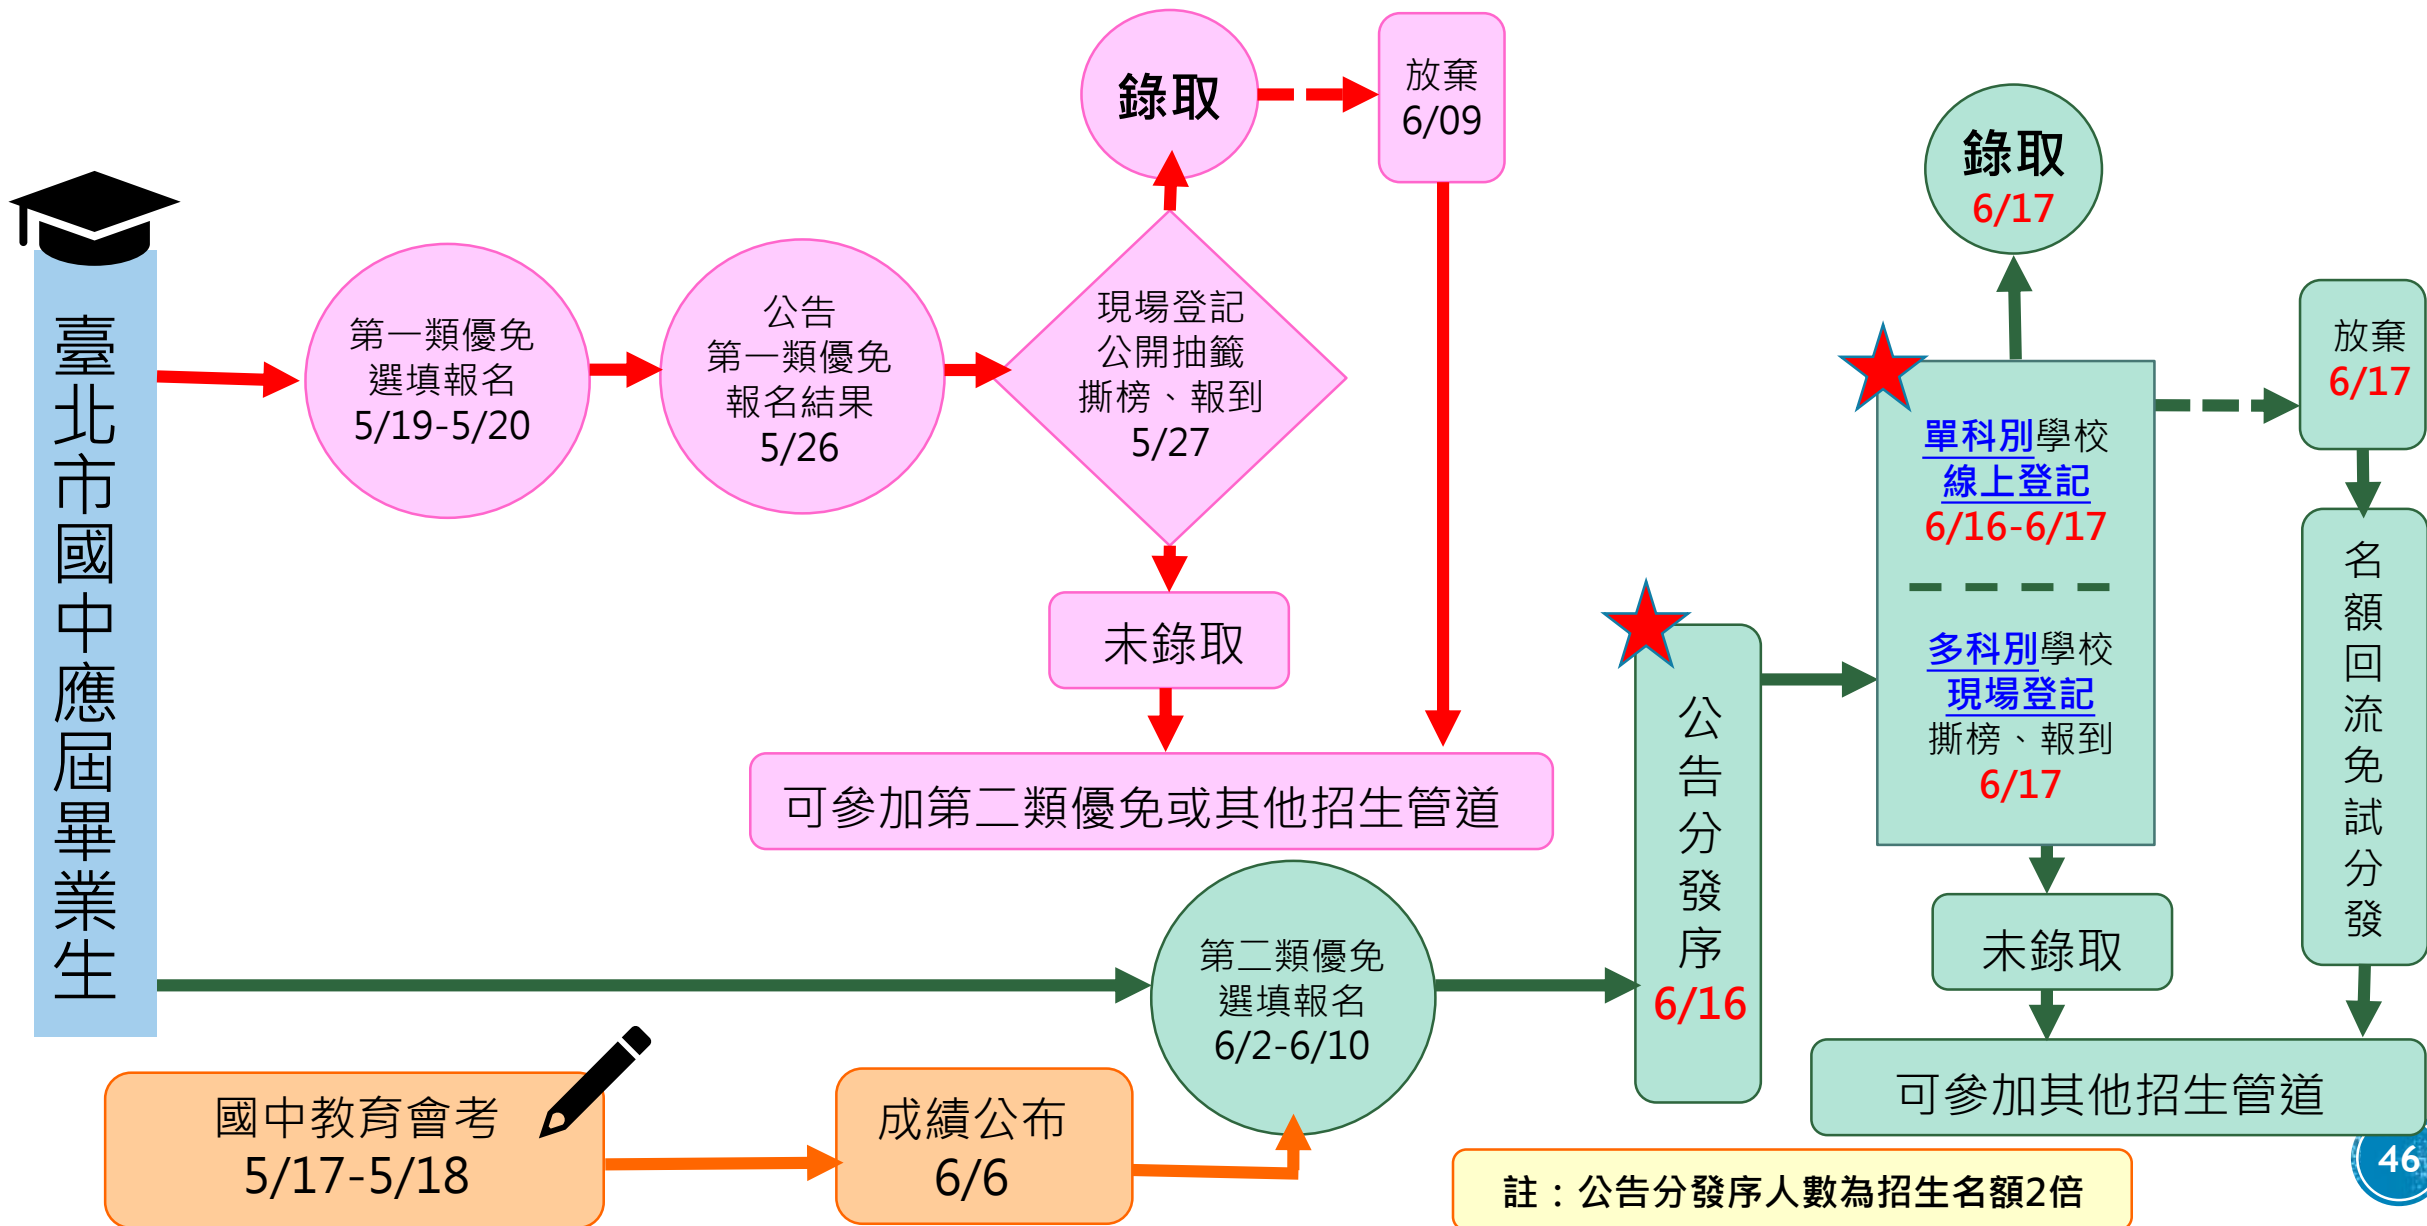 臺北市國中應屆畢業生
第一類優免
選填報名
5/19-5/20
公告
第一類優免
報名結果
5/26
現場登記
公開抽籤
撕榜、報到
5/27
錄取
放棄
6/09
未錄取
可參加第二類優免或其他招生管道
國中教育會考
5/17-5/18
成績公布
6/6
第二類優免
選填報名
6/2-6/10
公告分發序
6/16
單科別學校
線上登記
6/16-6/17
多科別學校
現場登記
撕榜、報到
6/17
錄取
6/17
放棄
6/17
名額回流免試分發
未錄取
可參加其他招生管道
註：公告分發序人數為招生名額2倍
46